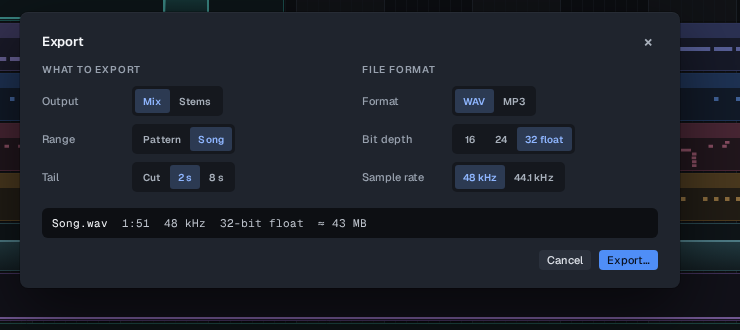 Export ×
WHAT TO EXPORT
Output Mix Stems
Range Pattern Song
Tail Cut 2 s 8 s
FILE FORMAT
Format WAV MP3
Bit depth 16 24 32 float
Sample rate 48 kHz 44.1 kHz
Song.wav 1:51 48 kHz 32-bit float ≈ 43 MB
Cancel Export…